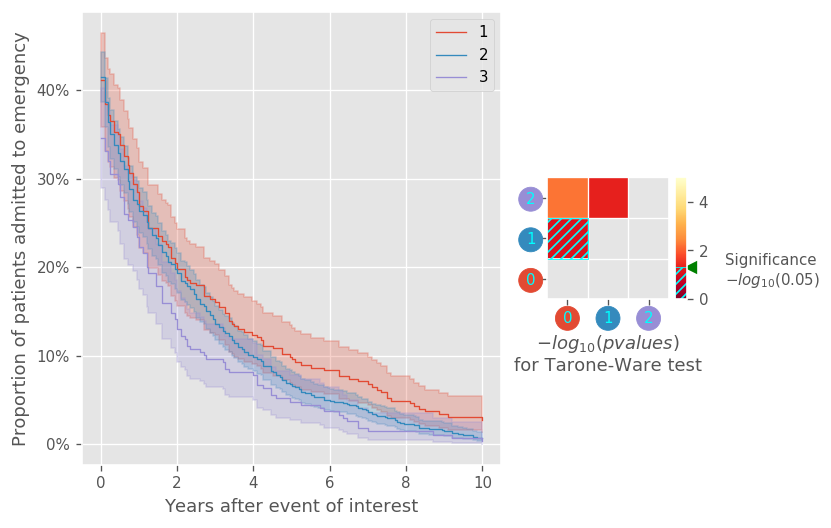 Proportion of patients admitted to emergency
40%
30%
20%
10%
0%
0 2 4 6 8 10
Years after event of interest
1
2
3
2
1
0
0 1 2
4
2
0
Significance
−log₁₀(0.05)
−log₁₀(pvalues)
for Tarone-Ware test